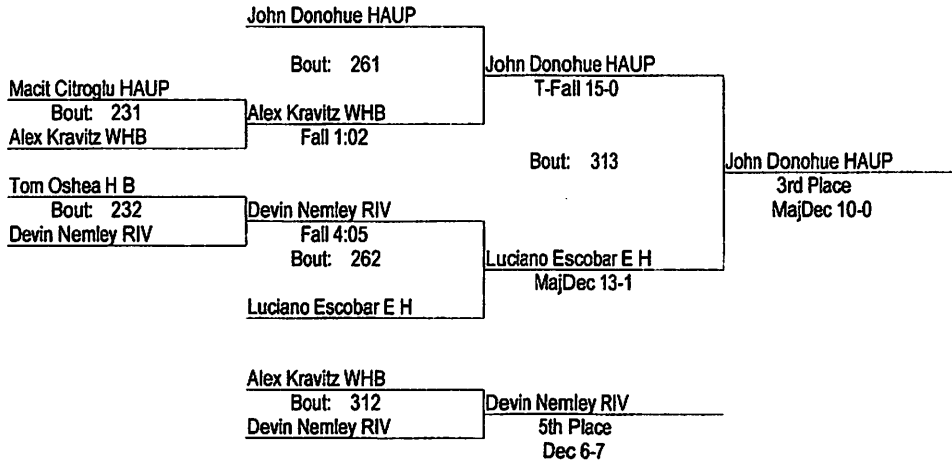 John Donohue HAUP
Bout: 261
John Donohue HAUP
T-Fall 15-0
Macit Citroglu HAUP
Bout: 231
Alex Kravitz WHB
Alex Kravitz WHB
Fall 1:02
Bout: 313
John Donohue HAUP
3rd Place
MajDec 10-0
Tom Oshea H B
Bout: 232
Devin Nemley RIV
Devin Nemley RIV
Fall 4:05
Bout: 262
Luciano Escobar E H
MajDec 13-1
Luciano Escobar E H
Alex Kravitz WHB
Bout: 312
Devin Nemley RIV
Devin Nemley RIV
5th Place
Dec 6-7